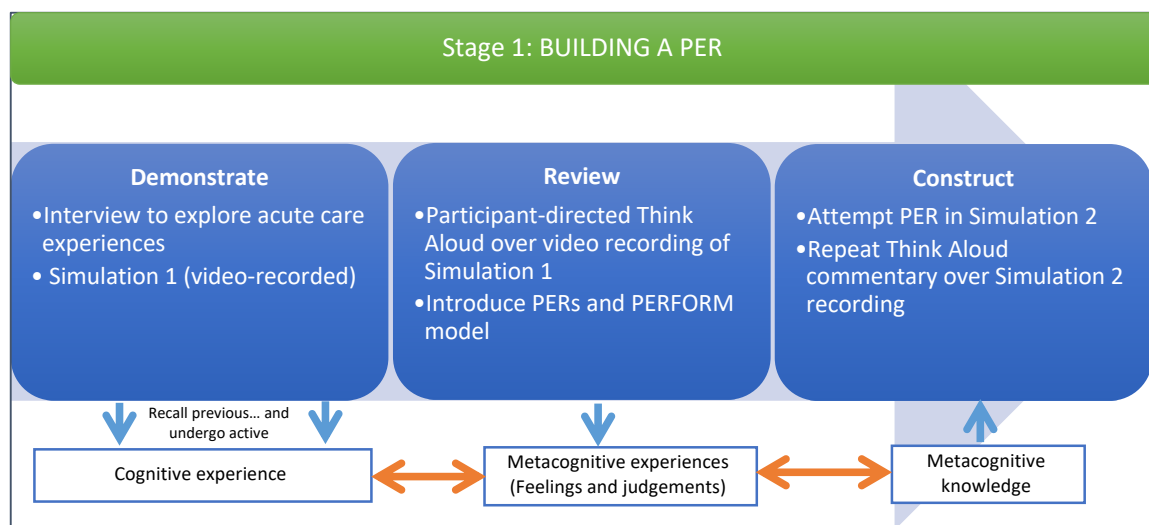 Stage 1: BUILDING A PER
Demonstrate
•Interview to explore acute care
experiences
• Simulation 1 (video-recorded)
Review
•Participant-directed Think
Aloud over video recording of
Simulation 1
•Introduce PERs and PERFORM
model
Construct
•Attempt PER in Simulation 2
•Repeat Think Aloud
commentary over Simulation 2
recording
Recall previous... and
undergo active
Cognitive experience
Metacognitive experiences
(Feelings and judgements)
Metacognitive
knowledge